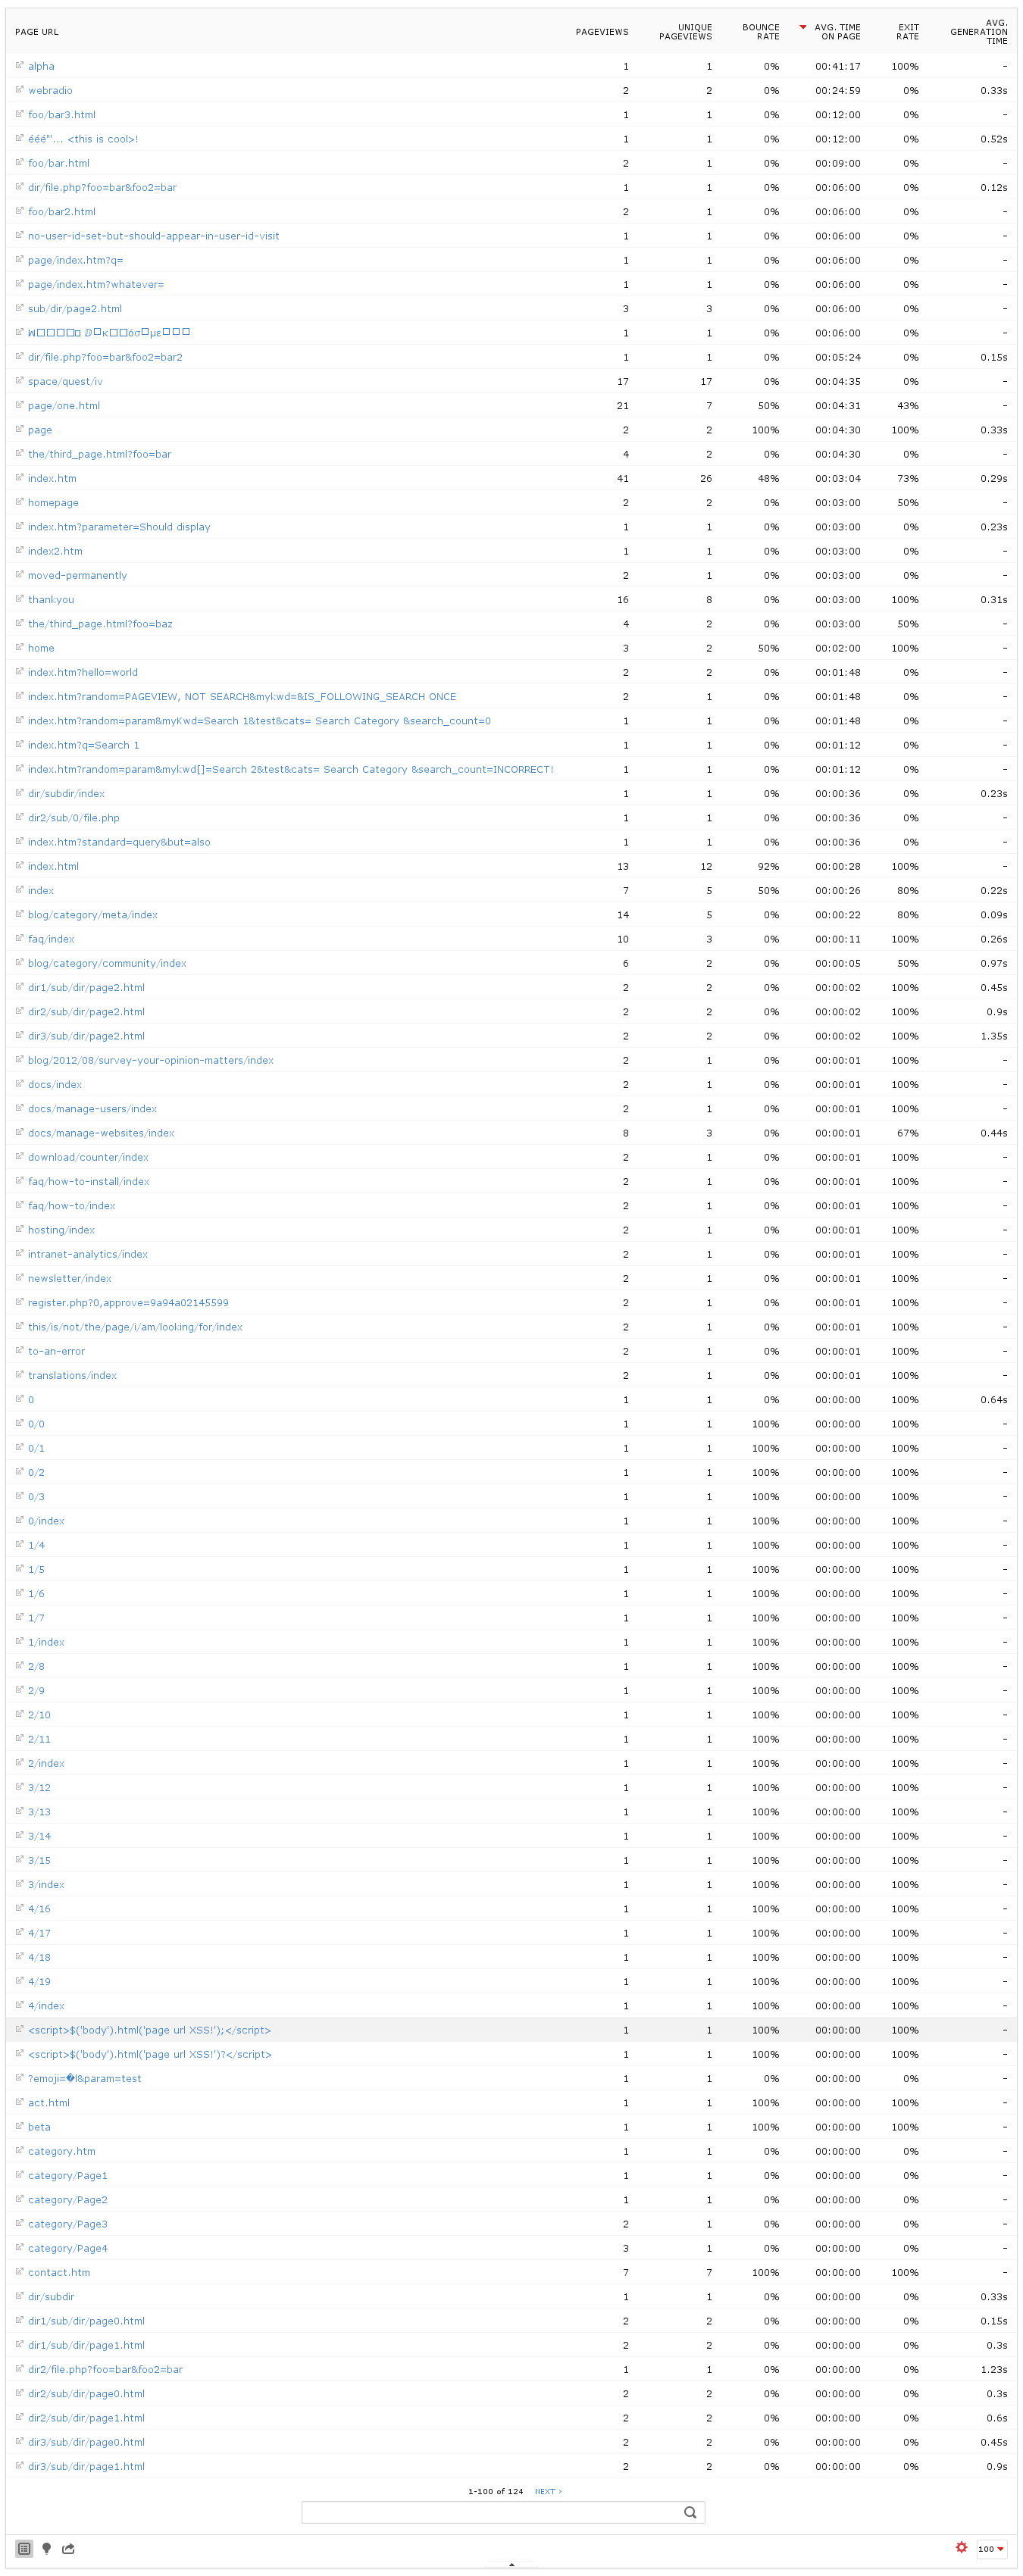 PAGE URL PAGEVIEWS UNIQUE PAGEVIEWS BOUNCE RATE AVG. TIME ON PAGE EXIT RATE AVG. GENERATION TIME
alpha 1 1 0% 00:41:17 100% -
webradio 2 2 0% 00:24:59 0% 0.33s
foo/bar3.html 1 1 0% 00:12:00 0% -
ééé"'... <this is cool>! 1 1 0% 00:12:00 0% 0.52s
foo/bar.html 2 1 0% 00:09:00 0% -
dir/file.php?foo=bar&foo2=bar 1 1 0% 00:06:00 0% 0.12s
foo/bar2.html 2 1 0% 00:06:00 0% -
no-user-id-set-but-should-appear-in-user-id-visit 1 1 0% 00:06:00 0% -
page/index.htm?q= 1 1 0% 00:06:00 0% -
page/index.htm?whatever= 1 1 0% 00:06:00 0% -
sub/dir/page2.html 3 3 0% 00:06:00 0% -
1 1 0% 00:06:00 0% -
dir/file.php?foo=bar&foo2=bar2 1 1 0% 00:05:24 0% 0.15s
space/quest/iv 17 17 0% 00:04:35 0% -
page/one.html 21 7 50% 00:04:31 43% -
page 2 2 100% 00:04:30 100% 0.33s
the/third_page.html?foo=bar 4 2 0% 00:04:30 0% -
index.htm 41 26 48% 00:03:04 73% 0.29s
homepage 2 2 0% 00:03:00 50% -
index.htm?parameter=Should display 1 1 0% 00:03:00 0% 0.23s
index2.htm 1 1 0% 00:03:00 0% -
moved-permanently 2 1 0% 00:03:00 0% -
thankyou 16 8 0% 00:03:00 100% 0.31s
the/third_page.html?foo=baz 4 2 0% 00:03:00 50% -
home 3 2 50% 00:02:00 100% -
index.htm?hello=world 2 2 0% 00:01:48 0% -
index.htm?random=PAGEVIEW, NOT SEARCH&mykwd=&IS_FOLLOWING_SEARCH ONCE 2 1 0% 00:01:48 0% -
index.htm?random=param&myKwd=Search 1&test&cats= Search Category &search_count=0 1 1 0% 00:01:48 0% -
index.htm?q=Search 1 1 1 0% 00:01:12 0% -
index.htm?random=param&mykwd[]=Search 2&test&cats= Search Category &search_count=INCORRECT! 1 1 0% 00:01:12 0% -
dir/subdir/index 1 1 0% 00:00:36 0% 0.23s
dir2/sub/0/file.php 1 1 0% 00:00:36 0% -
index.htm?standard=query&but=also 1 1 0% 00:00:36 0% -
index.html 13 12 92% 00:00:28 100% -
index 7 5 50% 00:00:26 80% 0.22s
blog/category/meta/index 14 5 0% 00:00:22 80% 0.09s
faq/index 10 3 0% 00:00:11 100% 0.26s
blog/category/community/index 6 2 0% 00:00:05 50% 0.97s
dir1/sub/dir/page2.html 2 2 0% 00:00:02 100% 0.45s
dir2/sub/dir/page2.html 2 2 0% 00:00:02 100% 0.9s
dir3/sub/dir/page2.html 2 2 0% 00:00:02 100% 1.35s
blog/2012/08/survey-your-opinion-matters/index 2 1 0% 00:00:01 100% -
docs/index 2 1 0% 00:00:01 100% -
docs/manage-users/index 2 1 0% 00:00:01 100% -
docs/manage-websites/index 8 3 0% 00:00:01 67% 0.44s
download/counter/index 2 1 0% 00:00:01 100% -
faq/how-to-install/index 2 1 0% 00:00:01 100% -
faq/how-to/index 2 1 0% 00:00:01 100% -
hosting/index 2 1 0% 00:00:01 100% -
intranet-analytics/index 2 1 0% 00:00:01 100% -
newsletter/index 2 1 0% 00:00:01 100% -
register.php?0,approve=9a94a02145599 2 1 0% 00:00:01 100% -
this/is/not/the/page/i/am/looking/for/index 2 1 0% 00:00:01 100% -
to-an-error 2 1 0% 00:00:01 100% -
translations/index 2 1 0% 00:00:01 100% -
0 1 1 0% 00:00:00 100% 0.64s
0/0 1 1 100% 00:00:00 100% -
0/1 1 1 100% 00:00:00 100% -
0/2 1 1 100% 00:00:00 100% -
0/3 1 1 100% 00:00:00 100% -
0/index 1 1 100% 00:00:00 100% -
1/4 1 1 100% 00:00:00 100% -
1/5 1 1 100% 00:00:00 100% -
1/6 1 1 100% 00:00:00 100% -
1/7 1 1 100% 00:00:00 100% -
1/index 1 1 100% 00:00:00 100% -
2/8 1 1 100% 00:00:00 100% -
2/9 1 1 100% 00:00:00 100% -
2/10 1 1 100% 00:00:00 100% -
2/11 1 1 100% 00:00:00 100% -
2/index 1 1 100% 00:00:00 100% -
3/12 1 1 100% 00:00:00 100% -
3/13 1 1 100% 00:00:00 100% -
3/14 1 1 100% 00:00:00 100% -
3/15 1 1 100% 00:00:00 100% -
3/index 1 1 100% 00:00:00 100% -
4/16 1 1 100% 00:00:00 100% -
4/17 1 1 100% 00:00:00 100% -
4/18 1 1 100% 00:00:00 100% -
4/19 1 1 100% 00:00:00 100% -
4/index 1 1 100% 00:00:00 100% -
<script>$('body').html('page url XSS!');</script> 1 1 100% 00:00:00 100% -
<script>$('body').html('page url XSS!')?</script> 1 1 100% 00:00:00 100% -
?emoji=�l&param=test 1 1 0% 00:00:00 0% -
act.html 1 1 100% 00:00:00 100% -
beta 1 1 100% 00:00:00 100% -
category.htm 1 1 0% 00:00:00 0% -
category/Page1 1 1 0% 00:00:00 0% -
category/Page2 1 1 0% 00:00:00 0% -
category/Page3 2 1 0% 00:00:00 0% -
category/Page4 3 1 0% 00:00:00 0% -
contact.htm 7 7 100% 00:00:00 100% -
dir/subdir 1 1 0% 00:00:00 0% 0.33s
dir1/sub/dir/page0.html 2 2 0% 00:00:00 0% 0.15s
dir1/sub/dir/page1.html 2 2 0% 00:00:00 0% 0.3s
dir2/file.php?foo=bar&foo2=bar 1 1 0% 00:00:00 0% 1.23s
dir2/sub/dir/page0.html 2 2 0% 00:00:00 0% 0.3s
dir2/sub/dir/page1.html 2 2 0% 00:00:00 0% 0.6s
dir3/sub/dir/page0.html 2 2 0% 00:00:00 0% 0.45s
dir3/sub/dir/page1.html 2 2 0% 00:00:00 0% 0.9s
1-100 of 124 NEXT ›
100